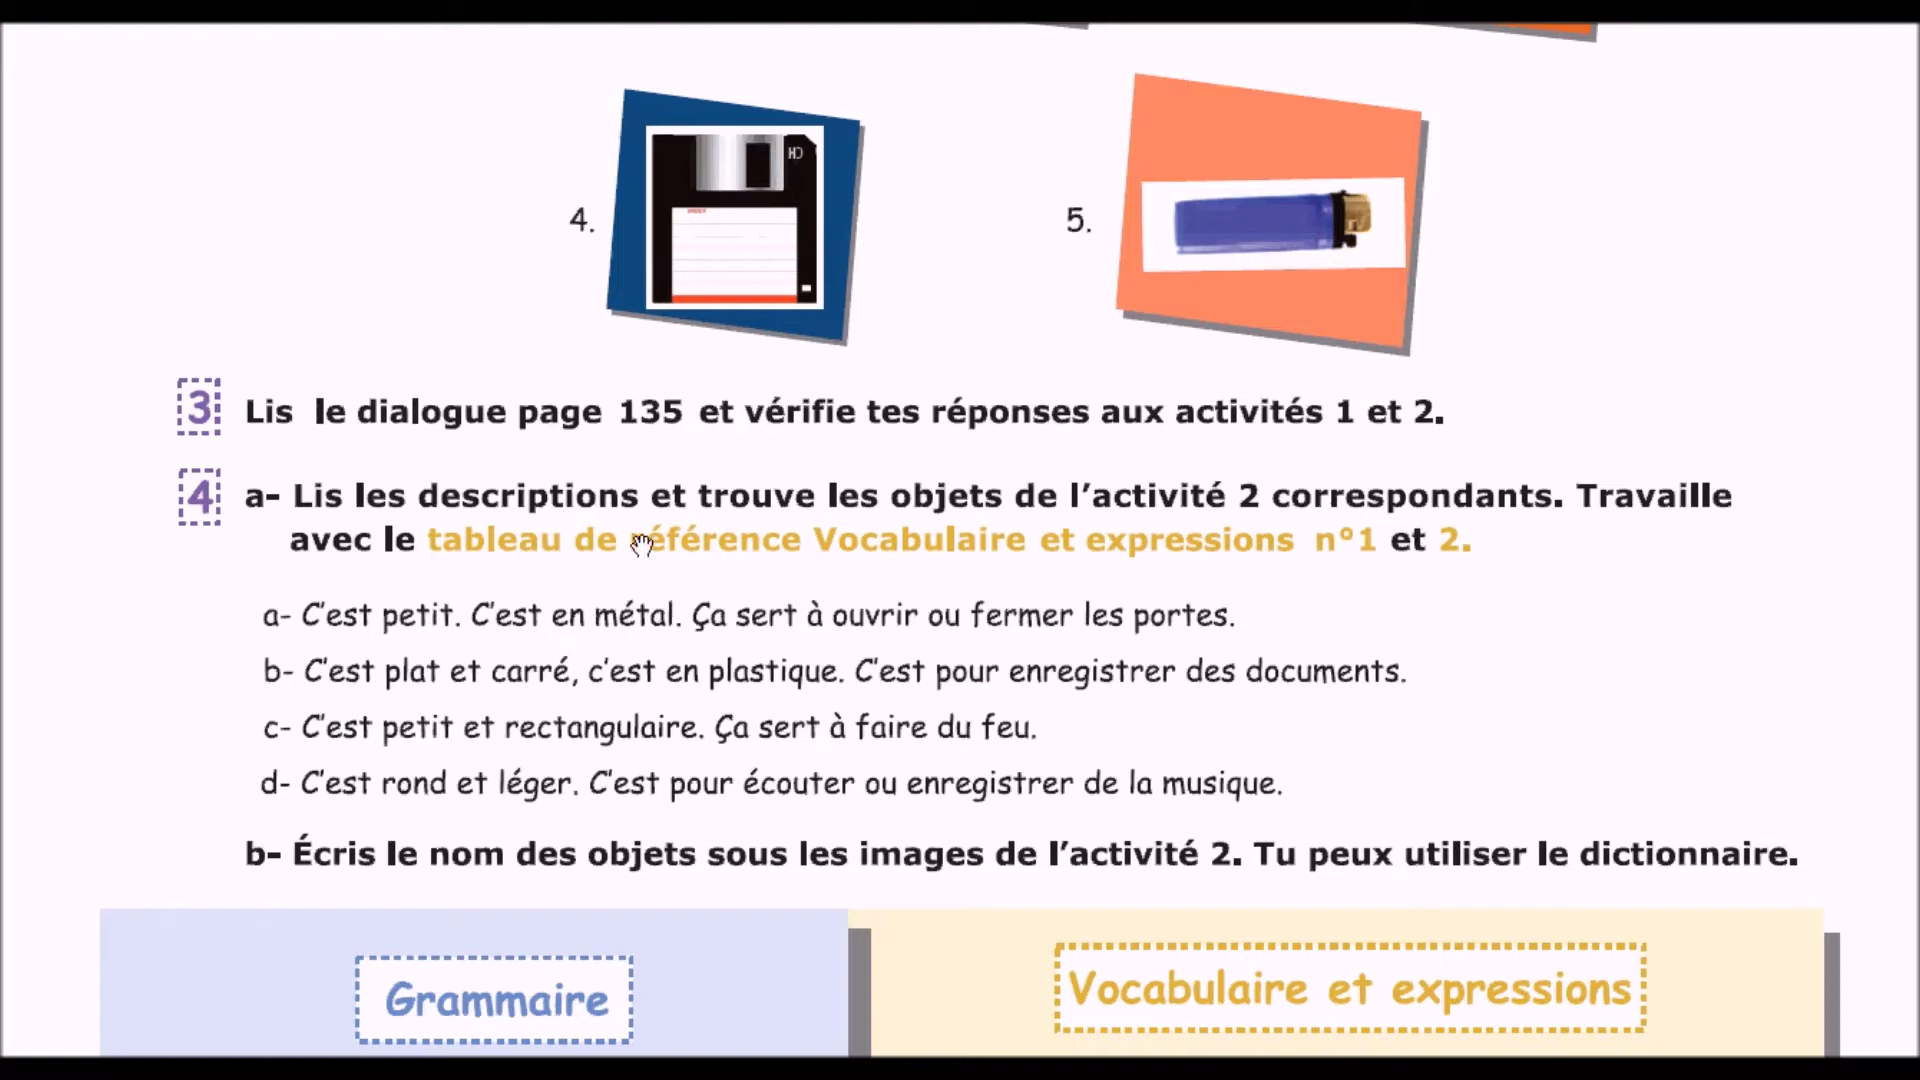 HD
4.
5.
3 Lis le dialogue page 135 et vérifie tes réponses aux activités 1 et 2.
4 a- Lis les descriptions et trouve les objets de l’activité 2 correspondants. Travaille
avec le tableau de référence Vocabulaire et expressions n°1 et 2.
a- C’est petit. C’est en métal. Ça sert à ouvrir ou fermer les portes.
b- C’est plat et carré, c’est en plastique. C’est pour enregistrer des documents.
c- C’est petit et rectangulaire. Ça sert à faire du feu.
d- C’est rond et léger. C’est pour écouter ou enregistrer de la musique.
b- Écris le nom des objets sous les images de l’activité 2. Tu peux utiliser le dictionnaire.
Grammaire
Vocabulaire et expressions